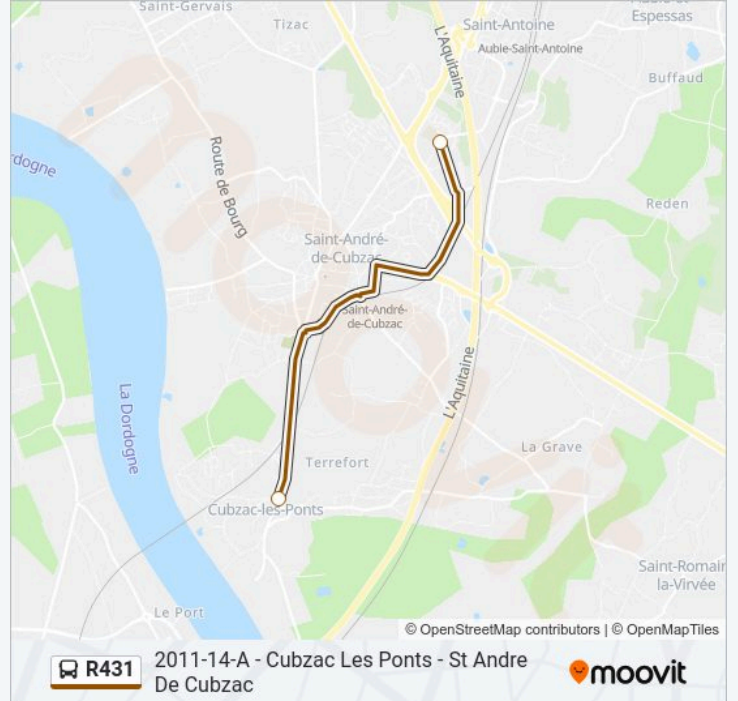 Saint-Gervais
Tizac
Saint-Antoine
Espessas
Aubie-Saint-Antoine
L'Aquitaine
Buffaud
dogne
Route de Bourg
Reden
Saint-André-
de-Cubzac
Saint-André-
de-Cubzac
L'Aquitaine
La Dordogne
La Grave
Terrefort
Cubzac-les-Ponts
Saint-Romain
la-Virvée
Le Port
© OpenStreetMap contributors | © OpenMapTiles
R431
2011-14-A - Cubzac Les Ponts - St Andre
De Cubzac
moovit